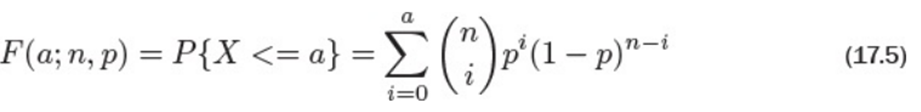 F(a; n, p) = P{X <= a} = \sum_{i=0}^{a} \binom{n}{i} p^i (1 − p)^{n−i} (17.5)